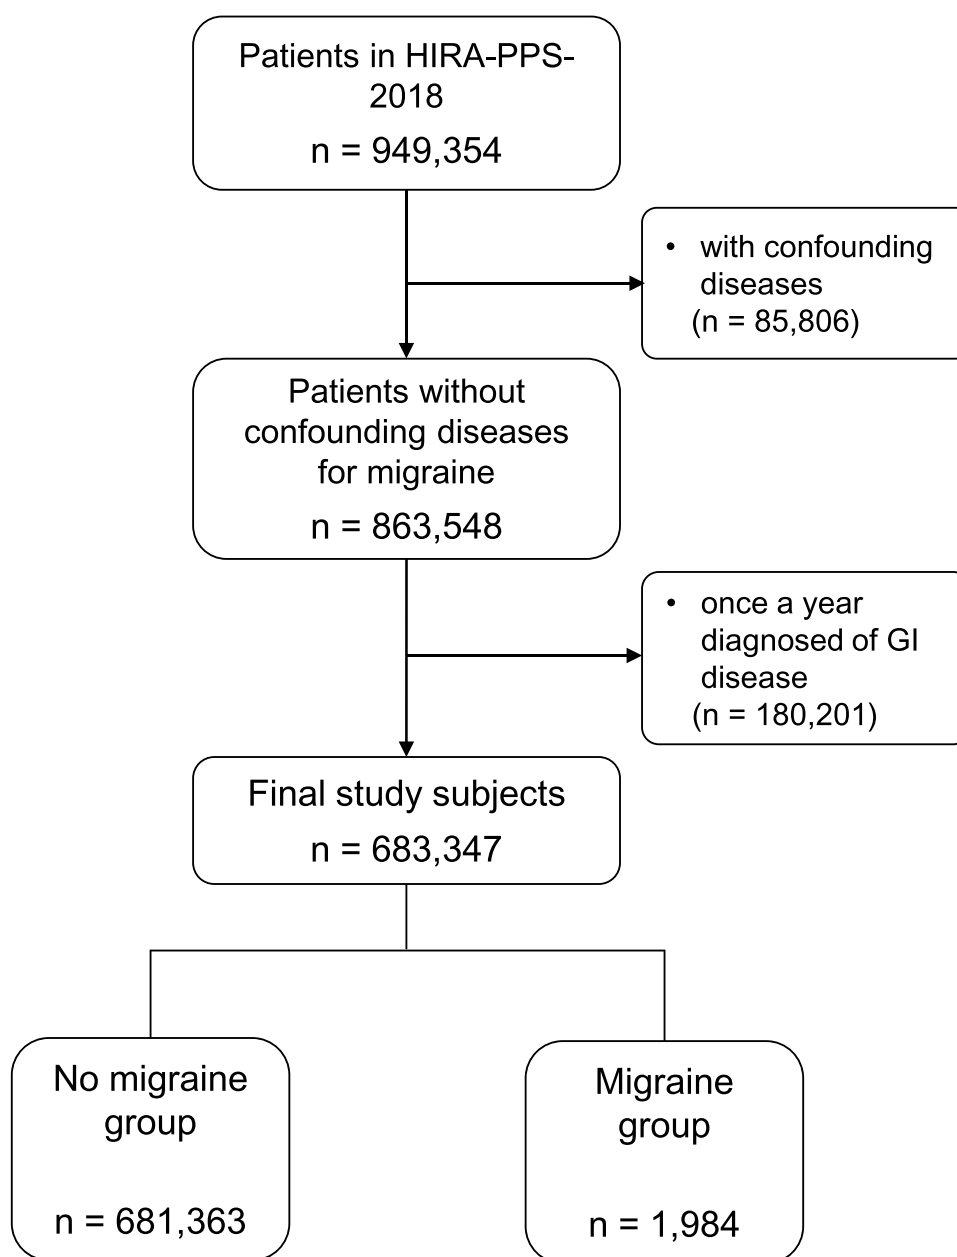 Patients in HIRA-PPS-
2018
n = 949,354
• with confounding
diseases
(n = 85,806)
Patients without
confounding diseases
for migraine
n = 863,548
• once a year
diagnosed of GI
disease
(n = 180,201)
Final study subjects
n = 683,347
No migraine
group
n = 681,363
Migraine
group
n = 1,984